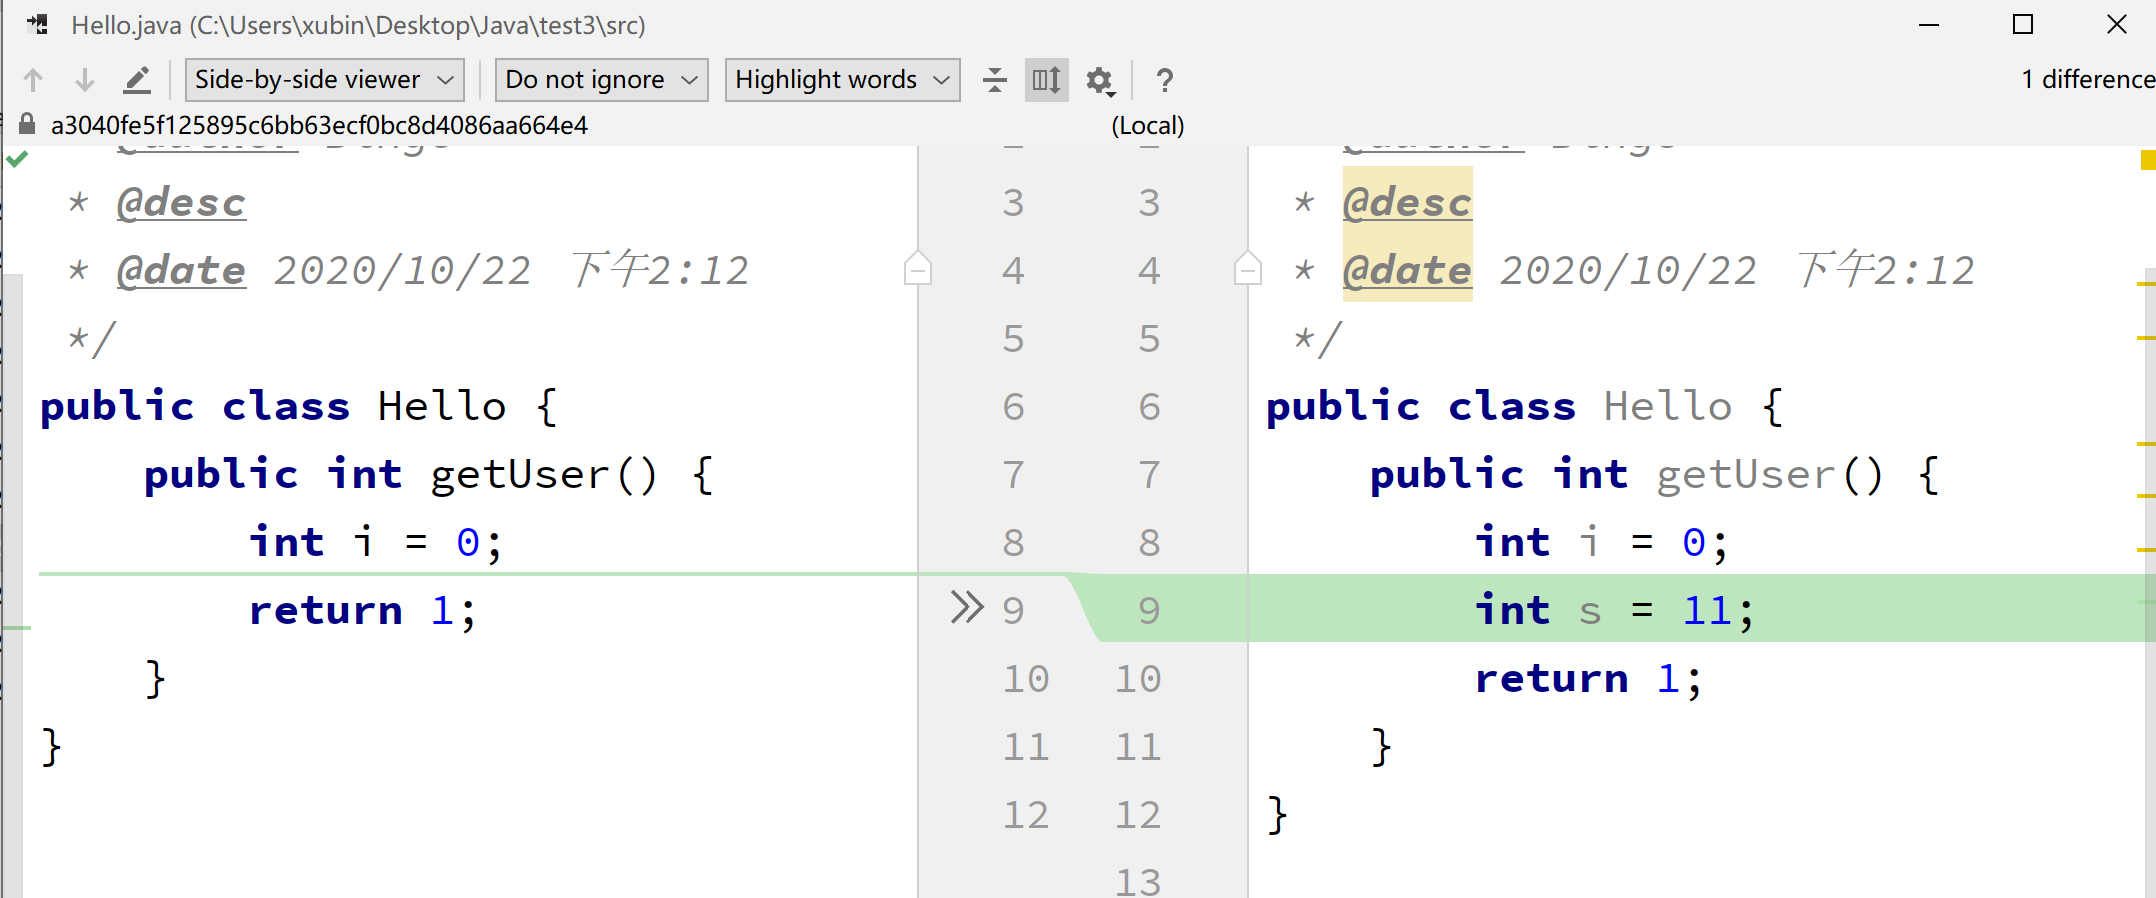 Hello.java (C:\Users\xubin\Desktop\Java\test3\src)
Side-by-side viewer Do not ignore Highlight words ? 1 difference
a3040fe5f125895c6bb63ecf0bc8d4086aa664e4 (Local)
* @desc 3 3 * @desc
* @date 2020/10/22 下午2:12 4 4 * @date 2020/10/22 下午2:12
*/ 5 5 */
public class Hello { 6 6 public class Hello {
public int getUser() { 7 7 public int getUser() {
int i = 0; 8 8 int i = 0;
return 1; 9 9 int s = 11;
} 10 10 return 1;
} 11 11 }
12 12 }
13